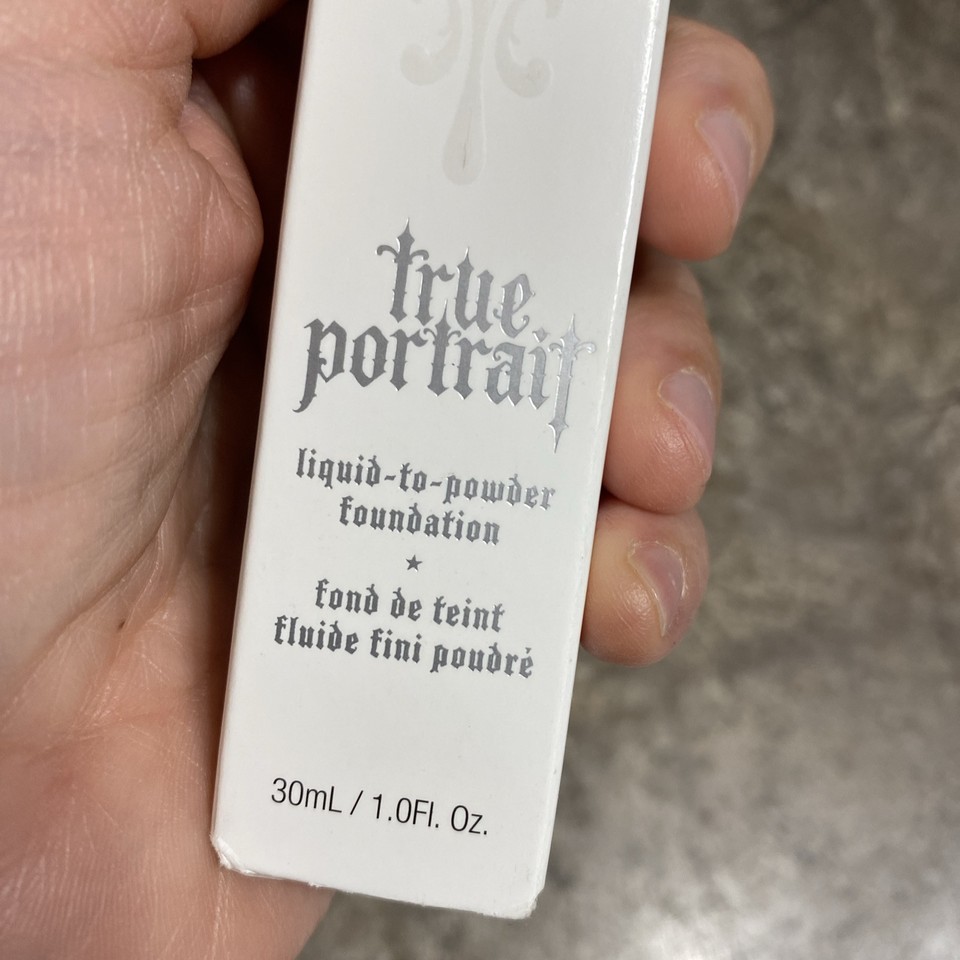 true
portrait
liquid-to-powder
foundation
★
fond de teint
fluide fini poudré
30mL / 1.0Fl. Oz.